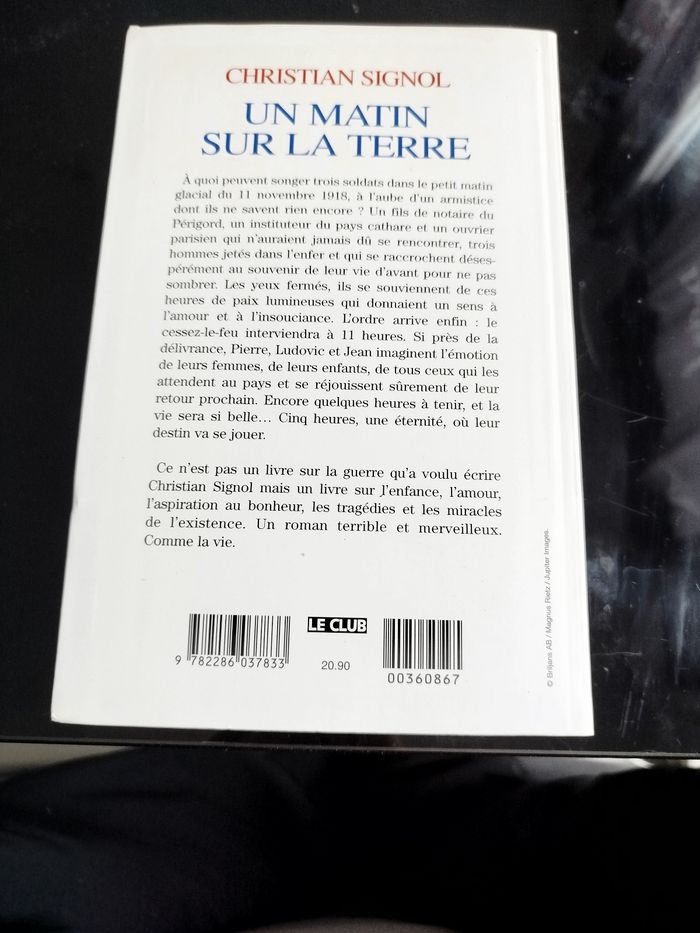 CHRISTIAN SIGNOL
UN MATIN
SUR LA TERRE
À quoi peuvent songer trois soldats dans le petit matin
glacial du 11 novembre 1918, à l'aube d'un armistice
dont ils ne savent rien encore ? Un fils de notaire du
Périgord, un instituteur du pays cathare et un ouvrier
parisien qui n'auraient jamais dû se rencontrer, trois
hommes jetés dans l'enfer et qui se raccrochent déses-
pérément au souvenir de leur vie d'avant pour ne pas
sombrer. Les yeux fermés, ils se souviennent de ces
heures de paix lumineuses qui donnaient un sens à
l'amour et à l'insouciance. L'ordre arrive enfin : le
cessez-le-feu interviendra à 11 heures. Si près de la
délivrance, Pierre, Ludovic et Jean imaginent l'émotion
de leurs femmes, de leurs enfants, de tous ceux qui les
attendent au pays et se réjouissent sûrement de leur
retour prochain. Encore quelques heures à tenir, et la
vie sera si belle... Cinq heures, une éternité, où leur
destin va se jouer.
Ce n'est pas un livre sur la guerre qu'a voulu écrire
Christian Signol mais un livre sur l'enfance, l'amour,
l'aspiration au bonheur, les tragédies et les miracles
de l'existence. Un roman terrible et merveilleux.
Comme la vie.
LE CLUB
9 782286 037833
20.90
00360867
© Briljans AB / Magnus Rietz / Jupiter Images.